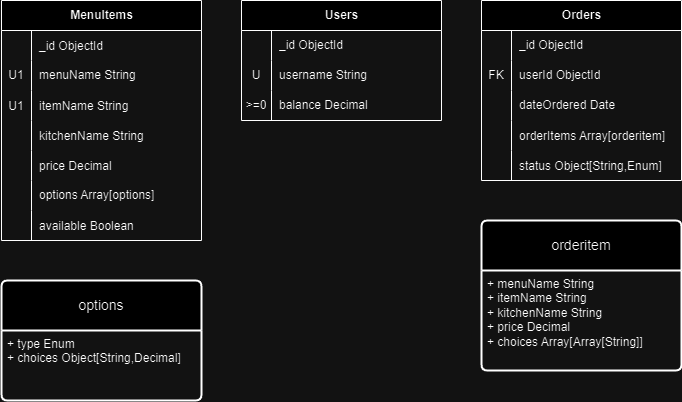 MenuItems
_id ObjectId
U1 menuName String
U1 itemName String
kitchenName String
price Decimal
options Array[options]
available Boolean
options
+ type Enum
+ choices Object[String,Decimal]
Users
_id ObjectId
U username String
>=0 balance Decimal
Orders
_id ObjectId
FK userId ObjectId
dateOrdered Date
orderItems Array[orderitem]
status Object[String,Enum]
orderitem
+ menuName String
+ itemName String
+ kitchenName String
+ price Decimal
+ choices Array[Array[String]]